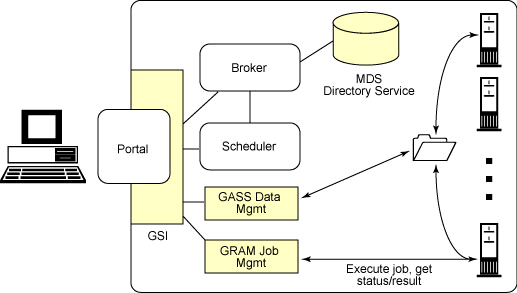 Broker
MDS
Directory Service
Portal
Scheduler
GASS Data
Mgmt
GSI
GRAM Job
Mgmt
Execute job, get
status/result